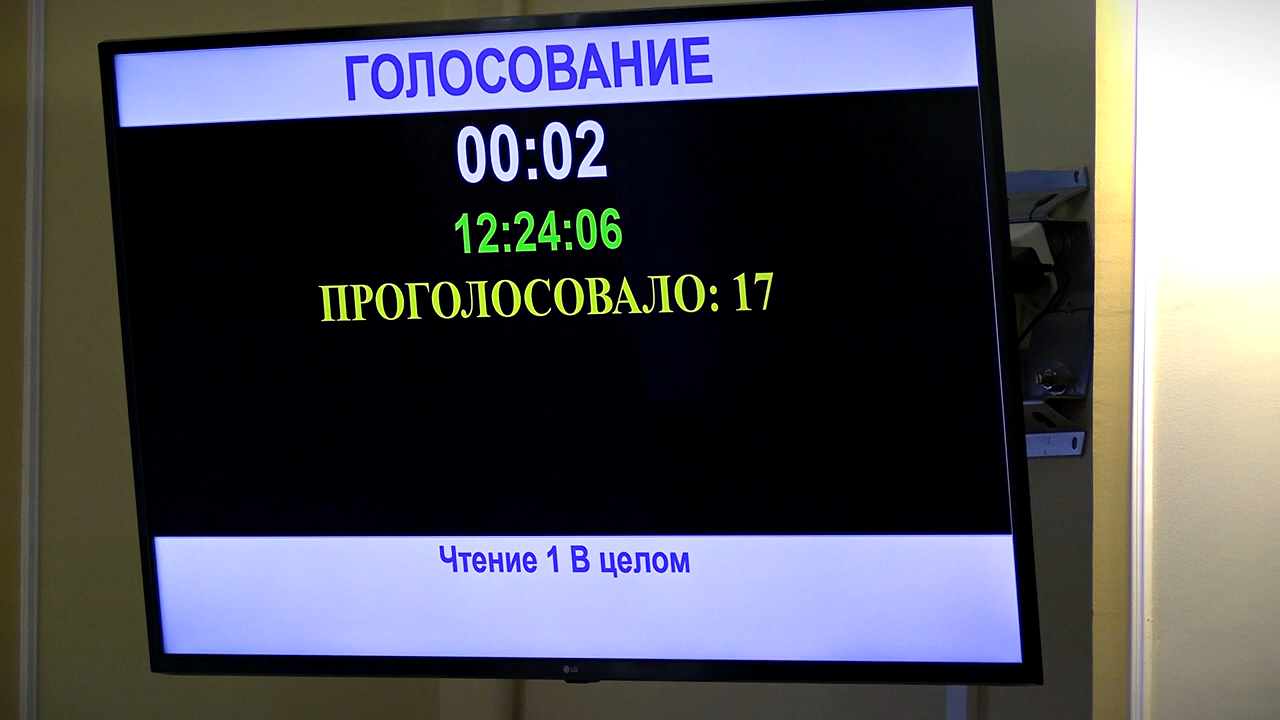 ГОЛОСОВАНИЕ
00:02
12:24:06
ПРОГОЛОСОВАЛО: 17
Чтение 1 В целом
LG